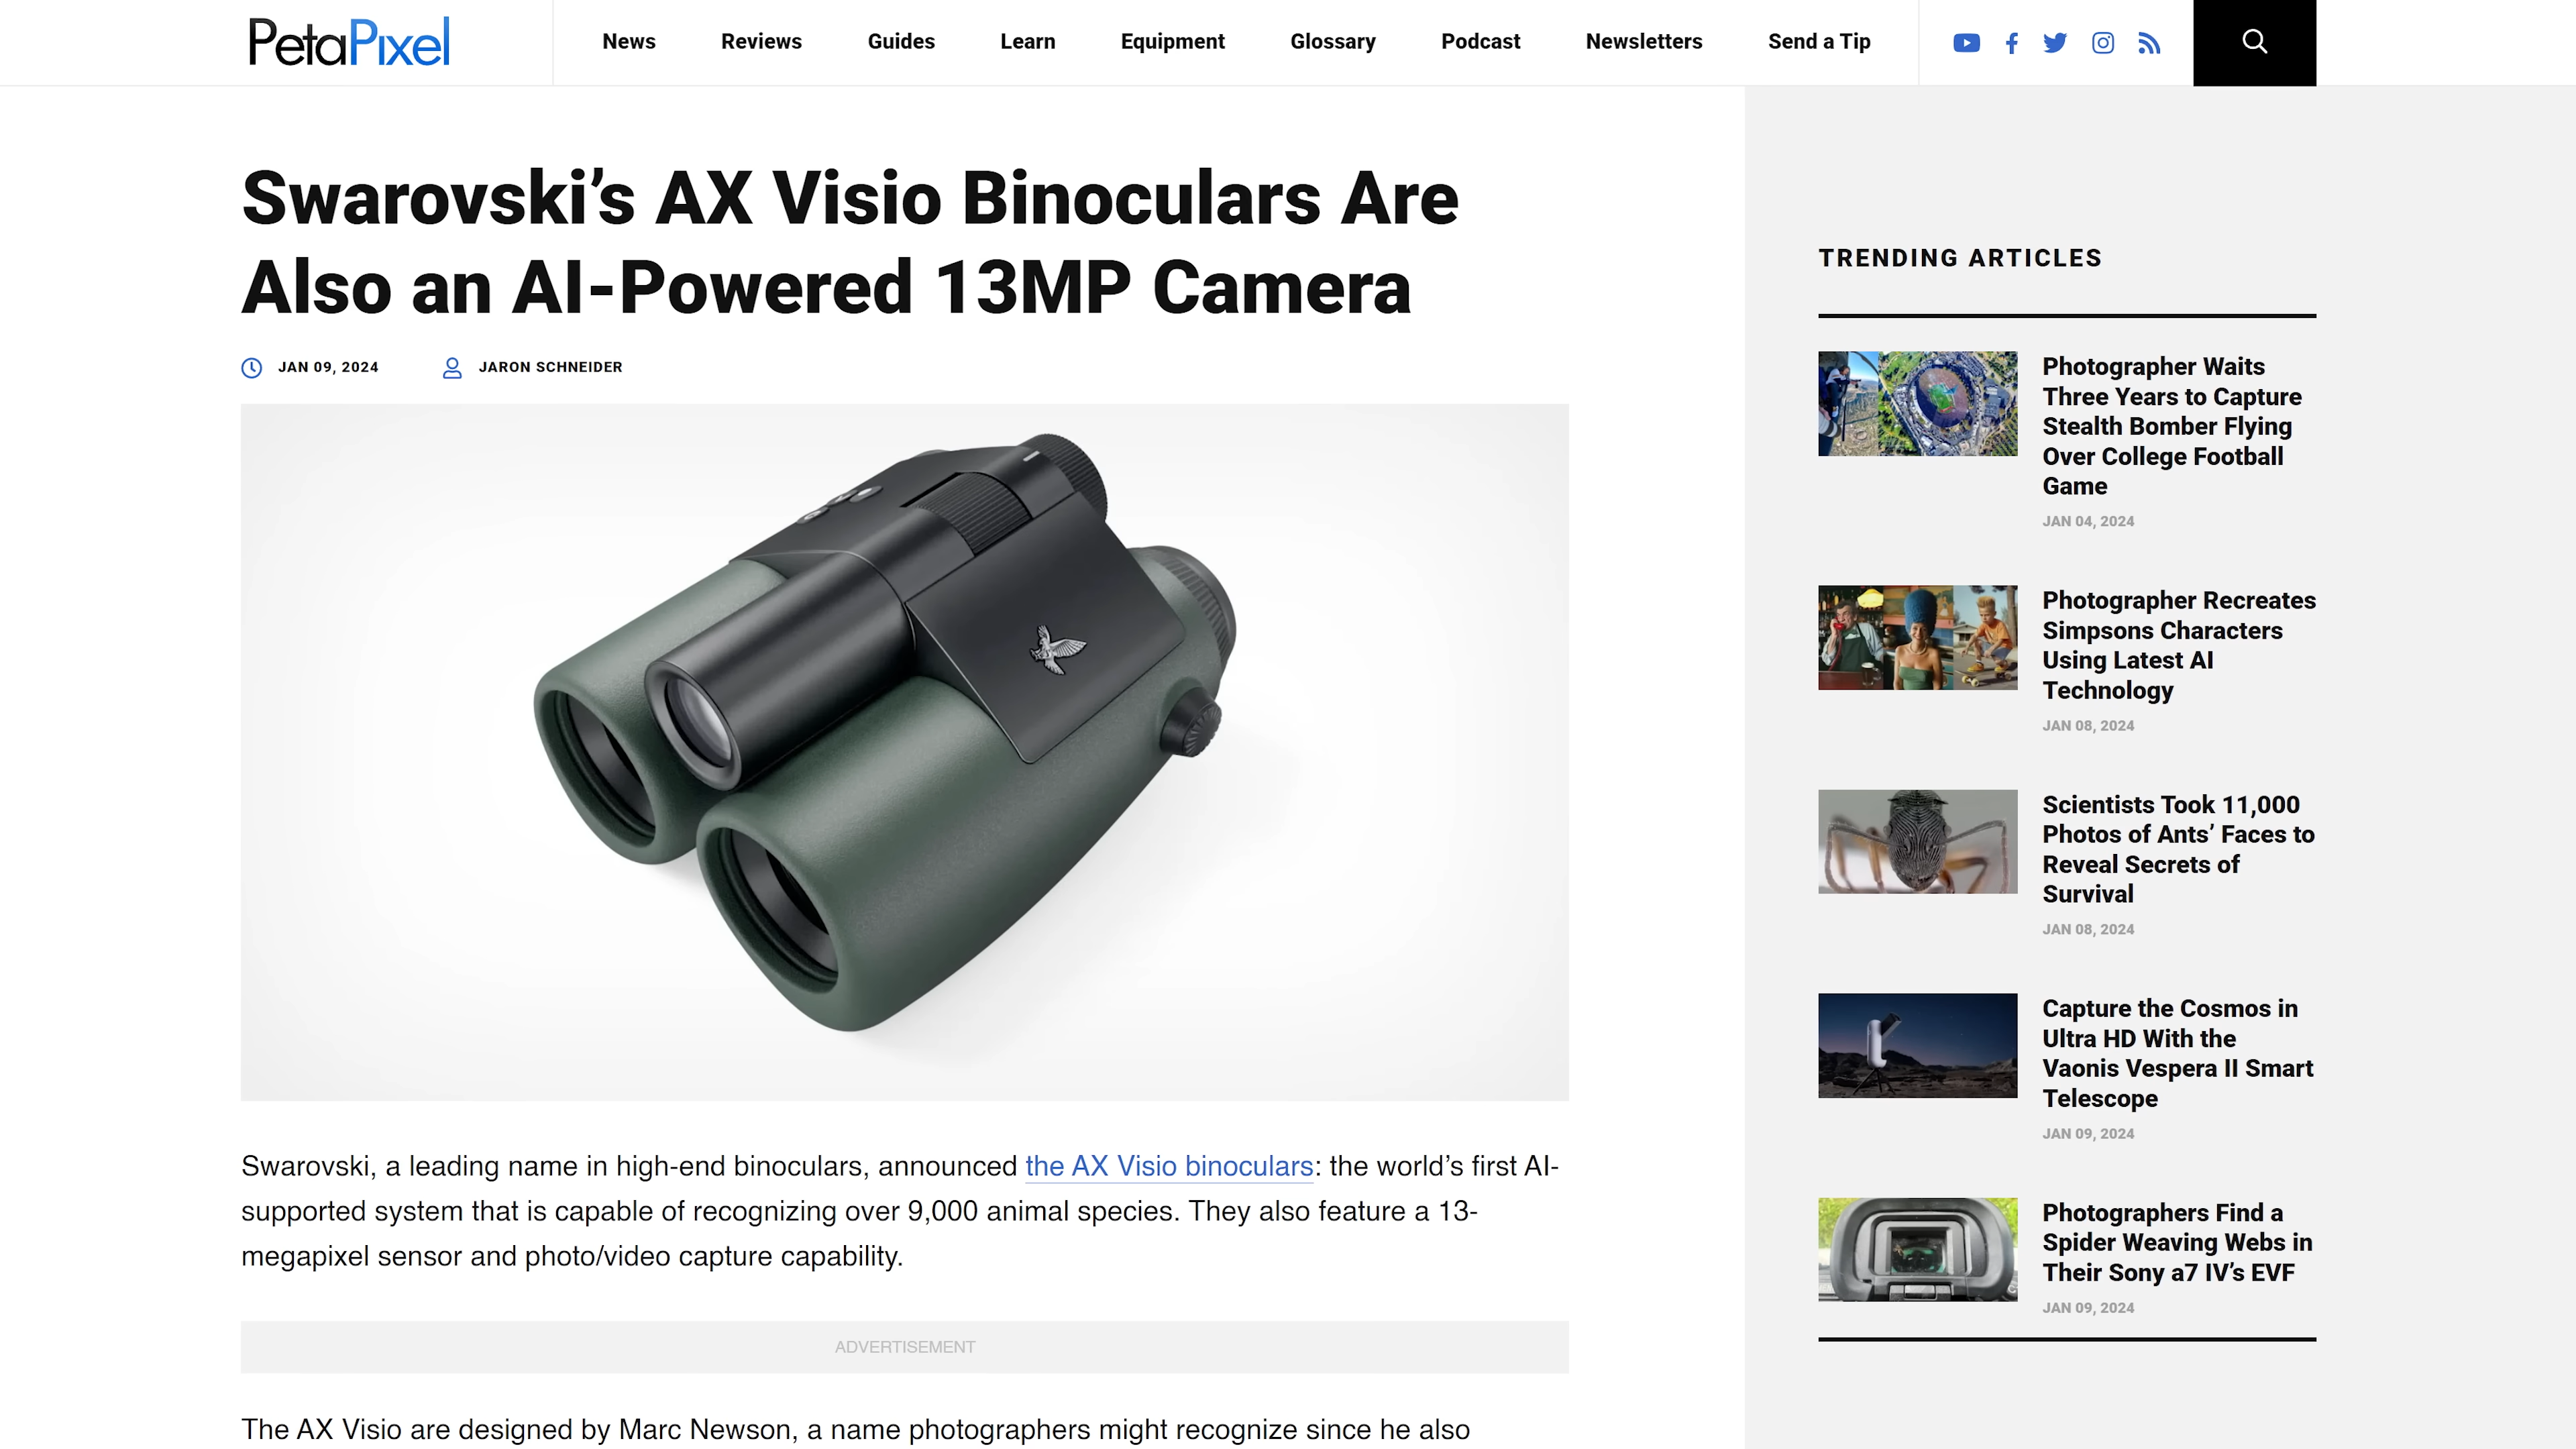 PetaPixel
News
Reviews
Guides
Learn
Equipment
Glossary
Podcast
Newsletters
Send a Tip
Swarovski’s AX Visio Binoculars Are
Also an AI-Powered 13MP Camera
JAN 09, 2024
JARON SCHNEIDER
Swarovski, a leading name in high-end binoculars, announced the AX Visio binoculars: the world’s first AI-
supported system that is capable of recognizing over 9,000 animal species. They also feature a 13-
megapixel sensor and photo/video capture capability.
ADVERTISEMENT
The AX Visio are designed by Marc Newson, a name photographers might recognize since he also
TRENDING ARTICLES
Photographer Waits
Three Years to Capture
Stealth Bomber Flying
Over College Football
Game
JAN 04, 2024
Photographer Recreates
Simpsons Characters
Using Latest AI
Technology
JAN 08, 2024
Scientists Took 11,000
Photos of Ants’ Faces to
Reveal Secrets of
Survival
JAN 08, 2024
Capture the Cosmos in
Ultra HD With the
Vaonis Vespera II Smart
Telescope
JAN 09, 2024
Photographers Find a
Spider Weaving Webs in
Their Sony a7 IV’s EVF
JAN 09, 2024